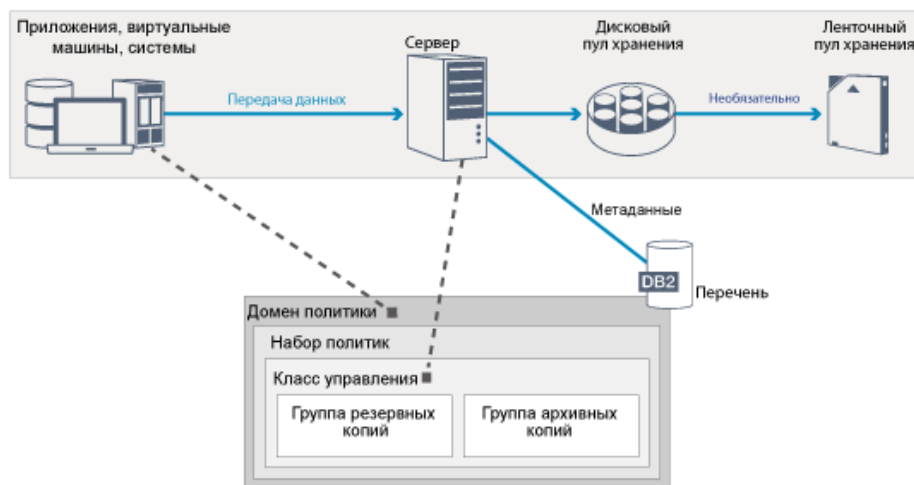 Приложения, виртуальные
машины, системы
Сервер
Дисковый
пул хранения
Ленточный
пул хранения
Передача данных
Необязательно
Метаданные
DB2
Перечень
Домен политики
Набор политик
Класс управления
Группа резервных
копий
Группа архивных
копий